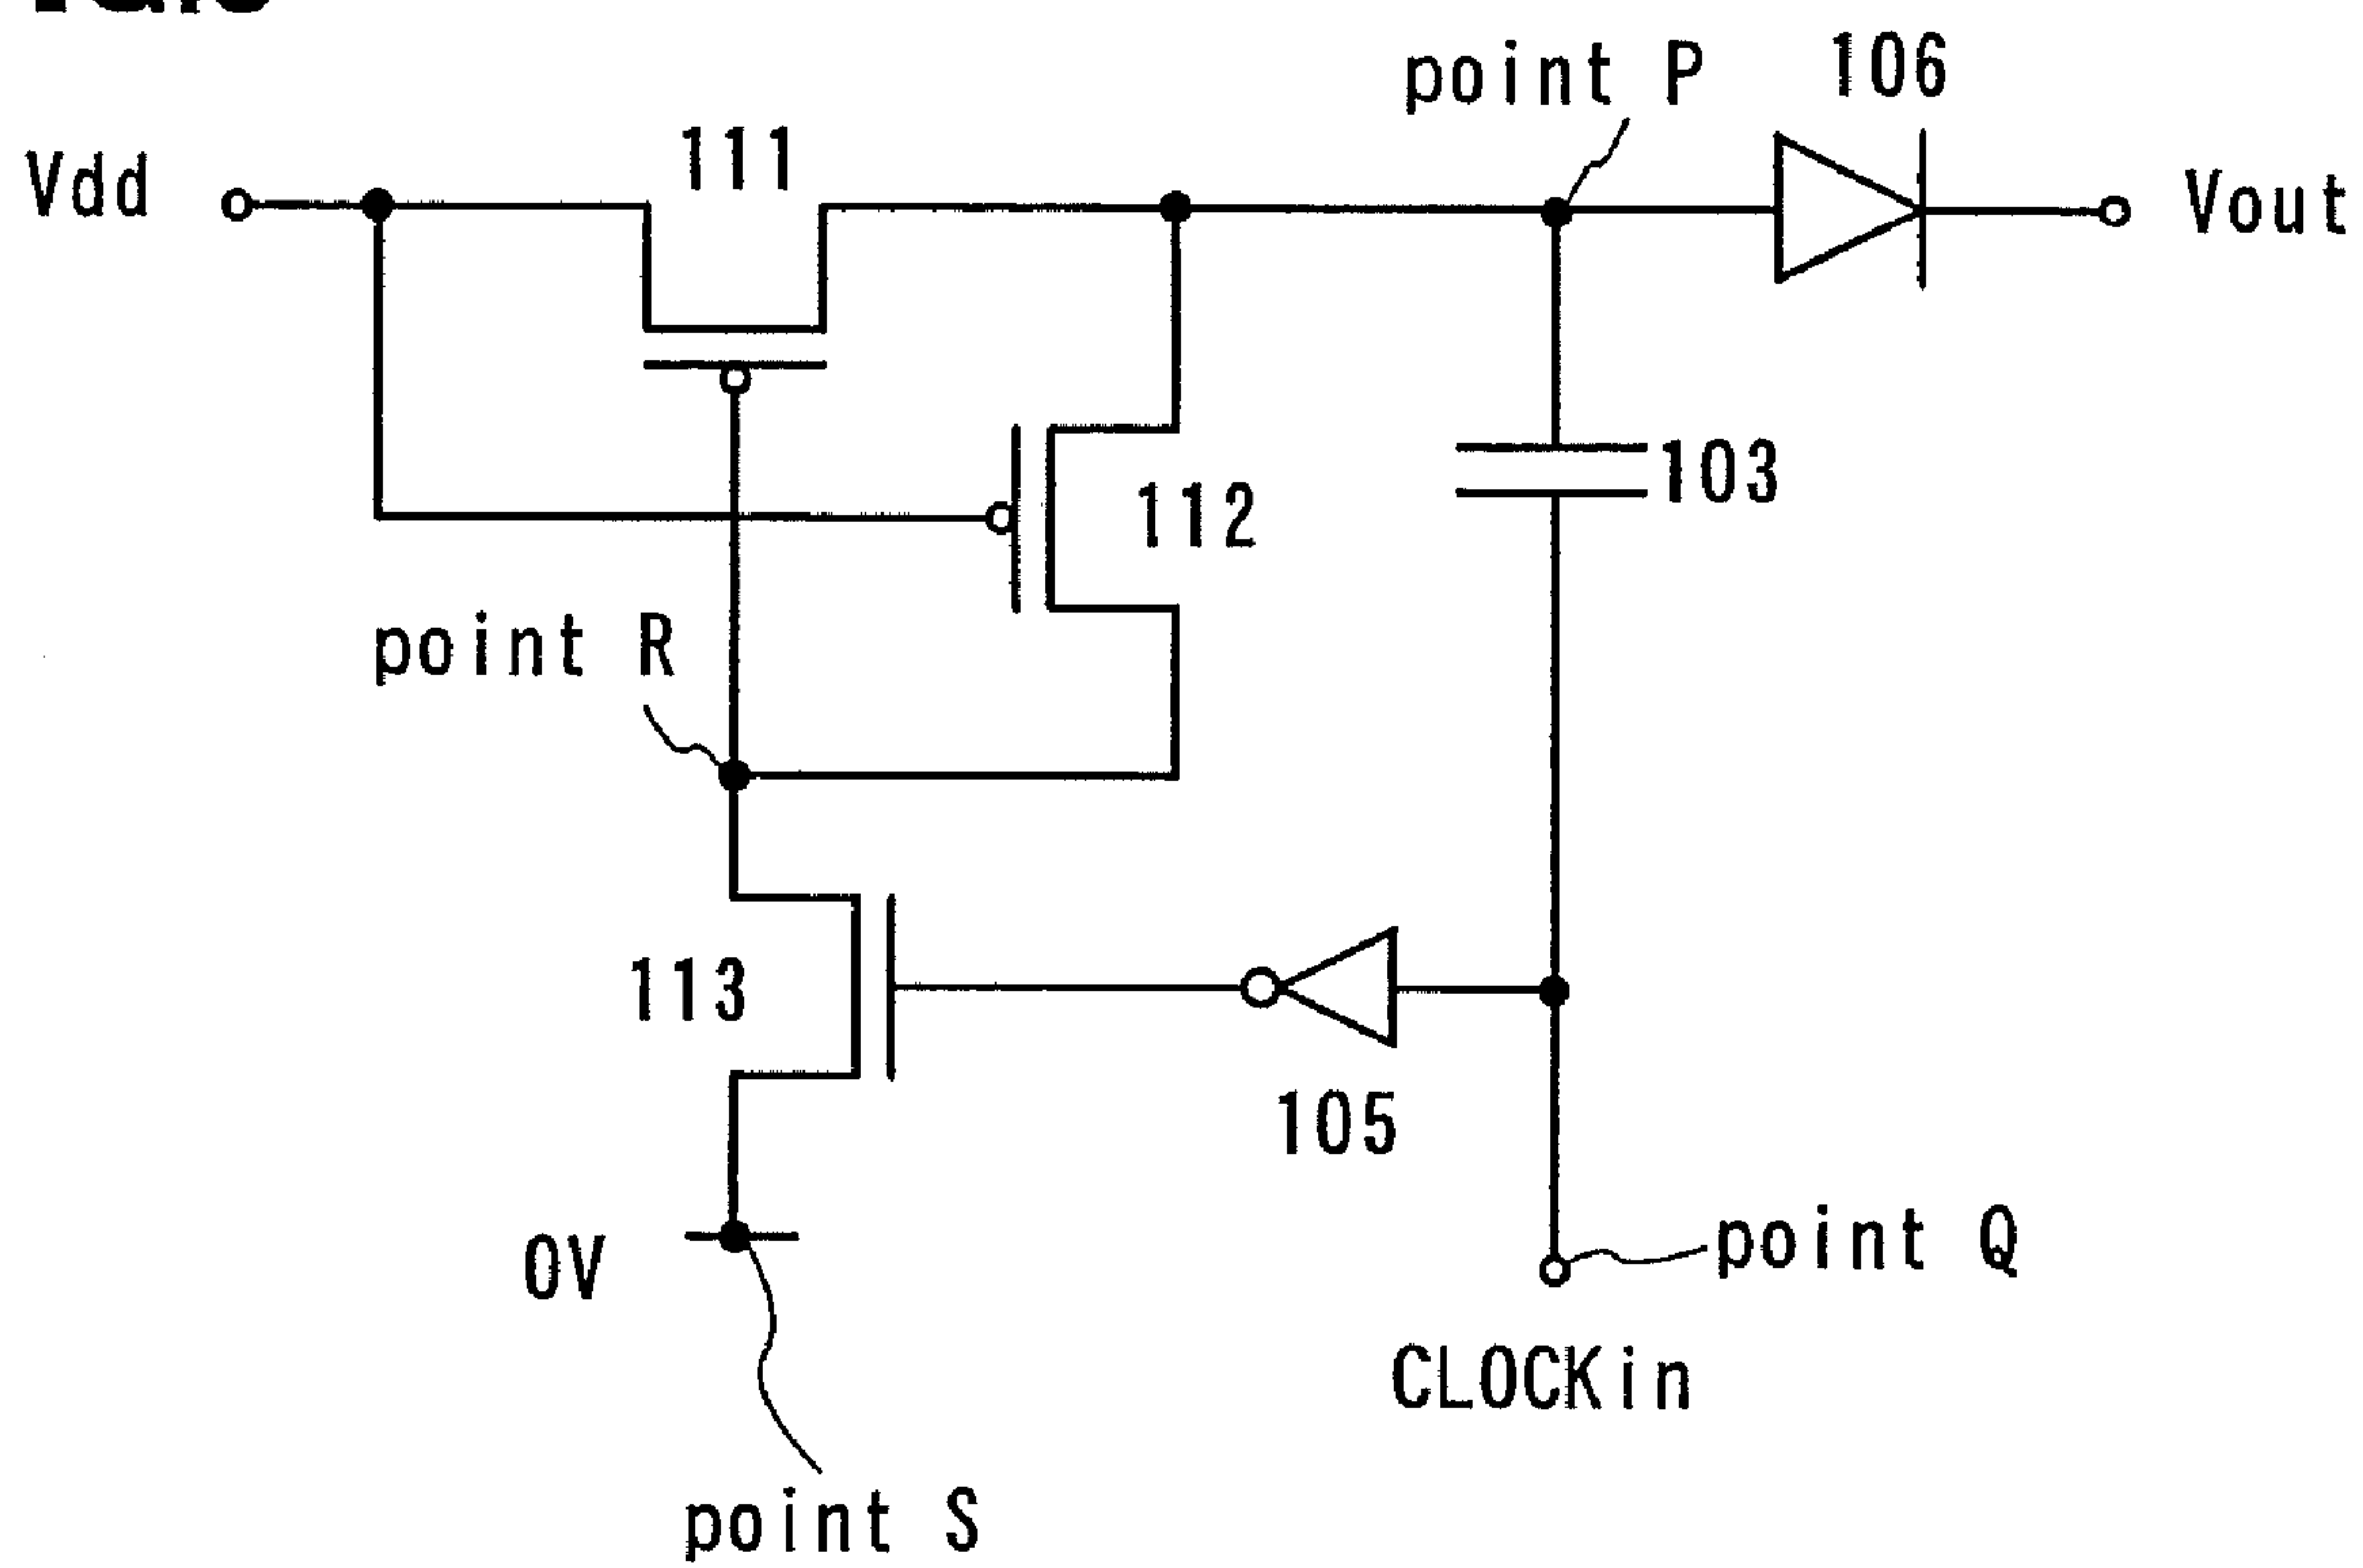 point P
106
111
Vdd
Vout
103
112
point R
113
105
point Q
0V
CLOCKin
point S